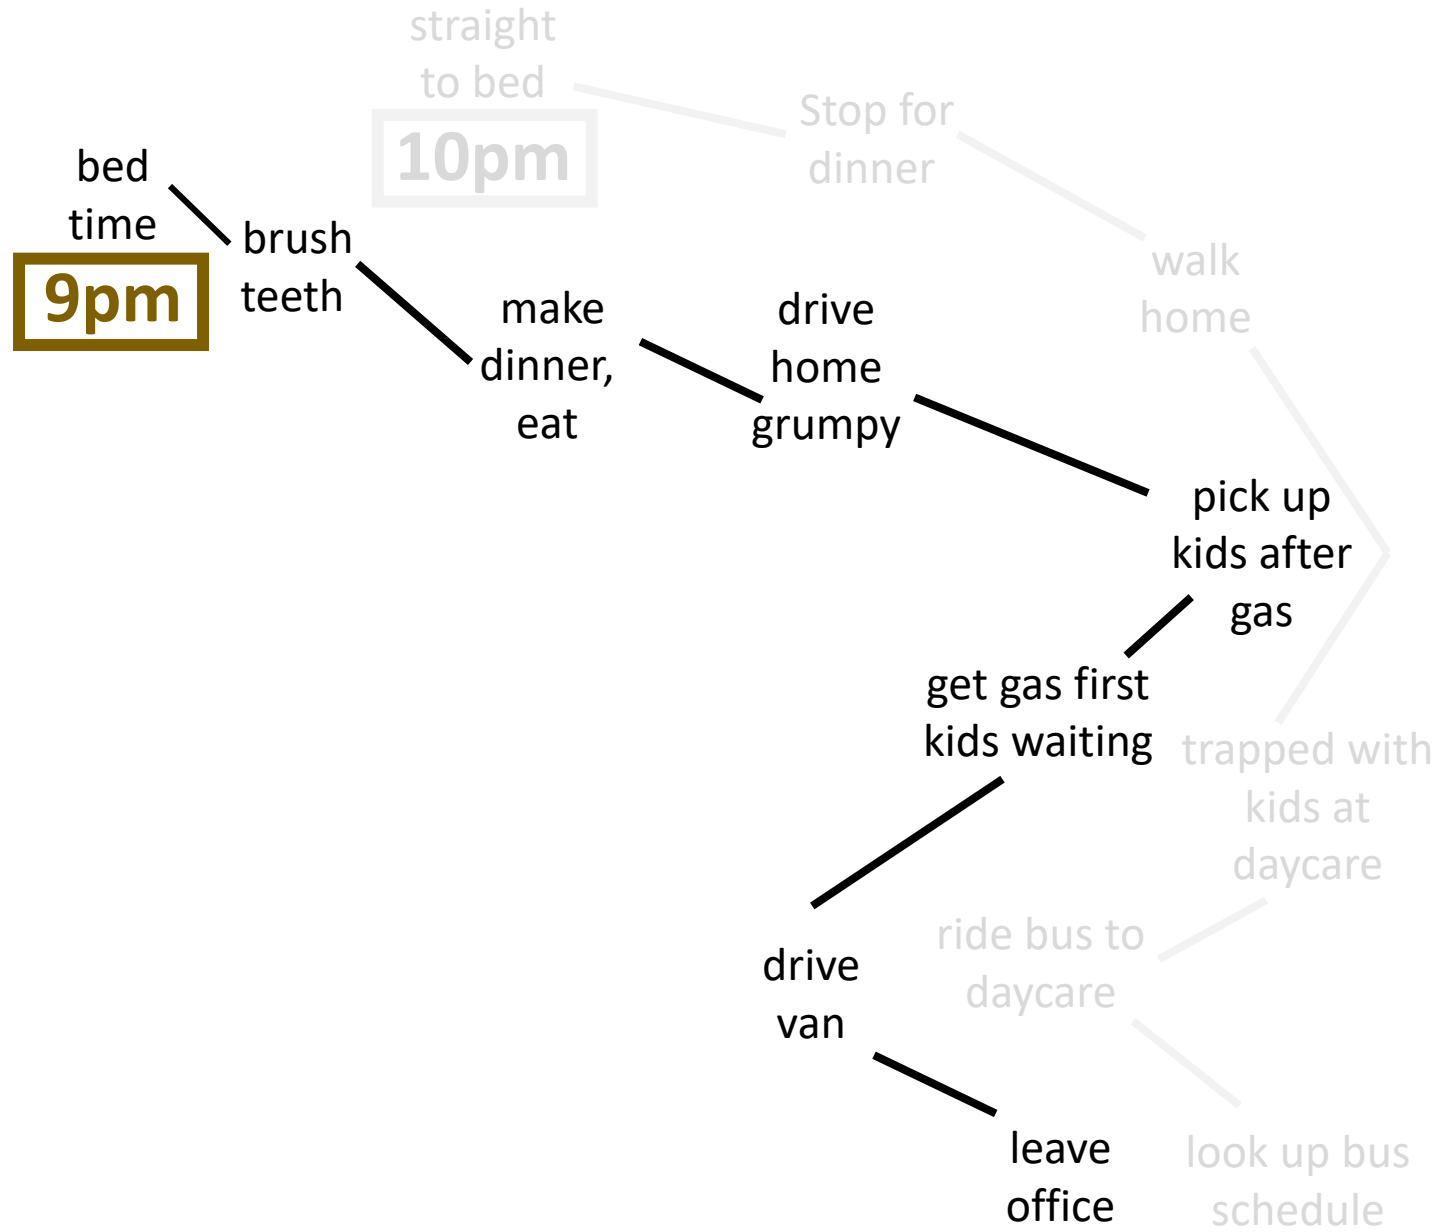 straight
to bed
10pm
Stop for
dinner
bed
time
9pm
brush
teeth
walk
home
make
dinner,
eat
drive
home
grumpy
pick up
kids after
gas
get gas first
kids waiting
trapped with
kids at
daycare
ride bus to
daycare
drive
van
leave
office
look up bus
schedule